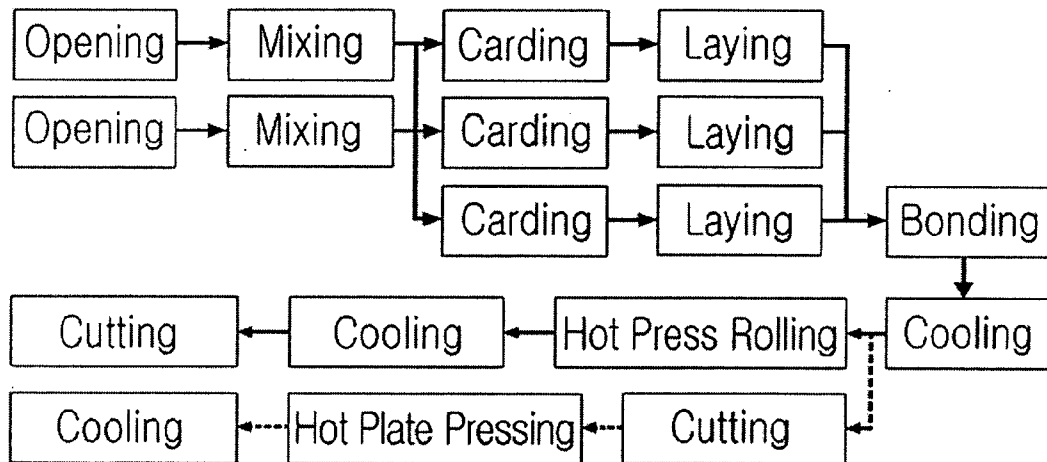 Opening Mixing Carding Laying
Opening Mixing Carding Laying
Carding Laying
Bonding
Cutting Cooling Hot Press Rolling Cooling
Cooling Hot Plate Pressing Cutting